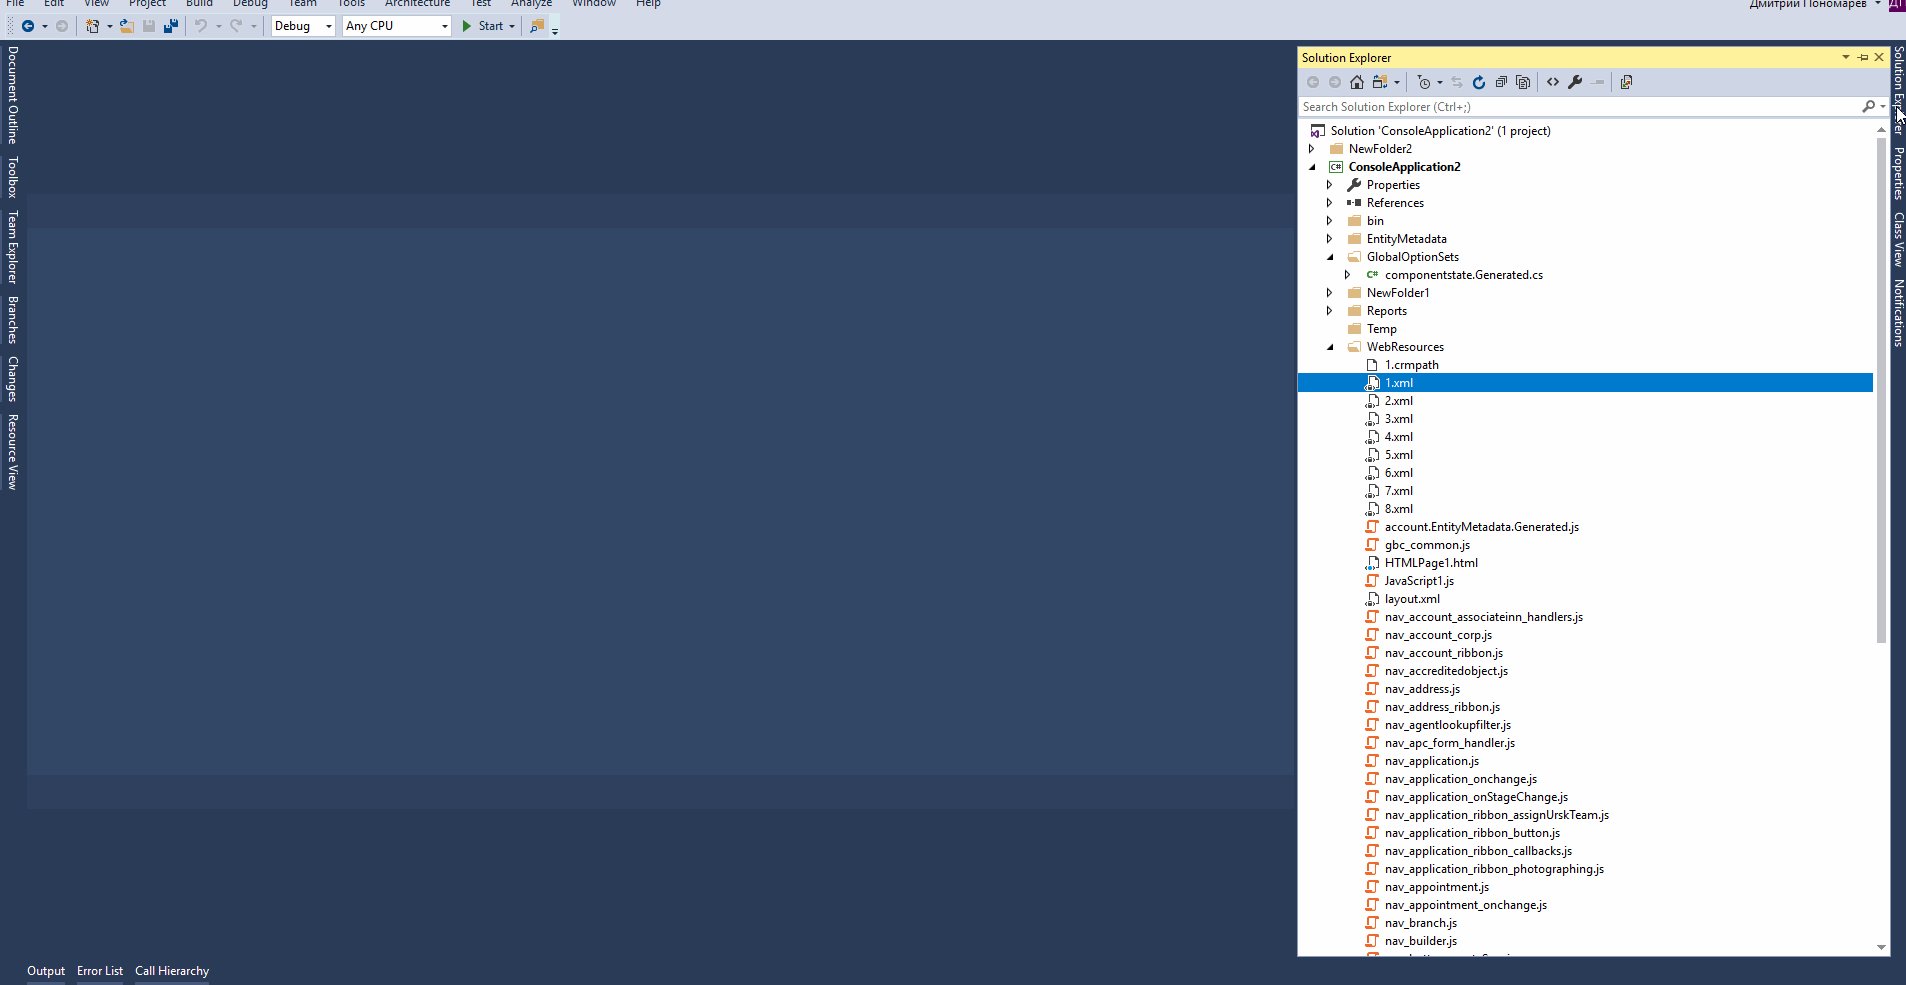 File Edit View Project Build Debug Team Tools Architecture Test Analyze Window Help
Дмитрий Пономарев
ДП
Debug Any CPU Start
Document Outline
Toolbox
Team Explorer
Branches
Changes
Resource View
Solution Explorer
Search Solution Explorer (Ctrl+;)
Solution 'ConsoleApplication2' (1 project)
NewFolder2
C# ConsoleApplication2
Properties
References
bin
EntityMetadata
GlobalOptionSets
C# componentstate.Generated.cs
NewFolder1
Reports
Temp
WebResources
1.crmpath
1.xml
2.xml
3.xml
4.xml
5.xml
6.xml
7.xml
8.xml
account.EntityMetadata.Generated.js
gbc_common.js
HTMLPage1.html
JavaScript1.js
layout.xml
nav_account_associateinn_handlers.js
nav_account_corp.js
nav_account_ribbon.js
nav_accreditedobject.js
nav_address.js
nav_address_ribbon.js
nav_agentlookupfilter.js
nav_apc_form_handler.js
nav_application.js
nav_application_onchange.js
nav_application_onStageChange.js
nav_application_ribbon_assignUrskTeam.js
nav_application_ribbon_button.js
nav_application_ribbon_callbacks.js
nav_application_ribbon_photographing.js
nav_appointment.js
nav_appointment_onchange.js
nav_branch.js
nav_builder.js
Solution Explorer
Properties
Class View
Notifications
Output Error List Call Hierarchy